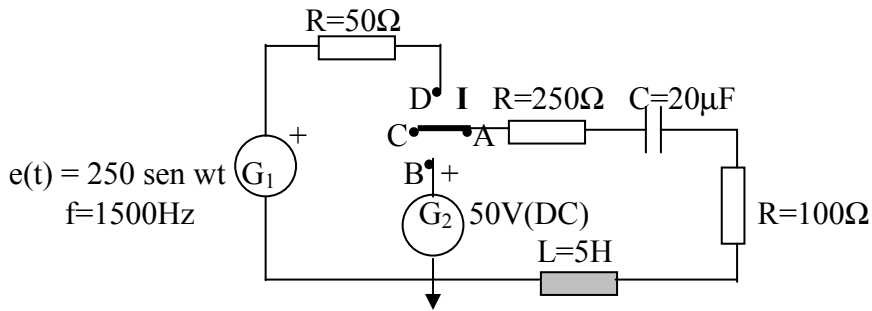 R=50Ω
D I R=250Ω C=20μF
C A
+
e(t) = 250 sen wt G₁
f=1500Hz
B +
G₂ 50V(DC)
R=100Ω
L=5H